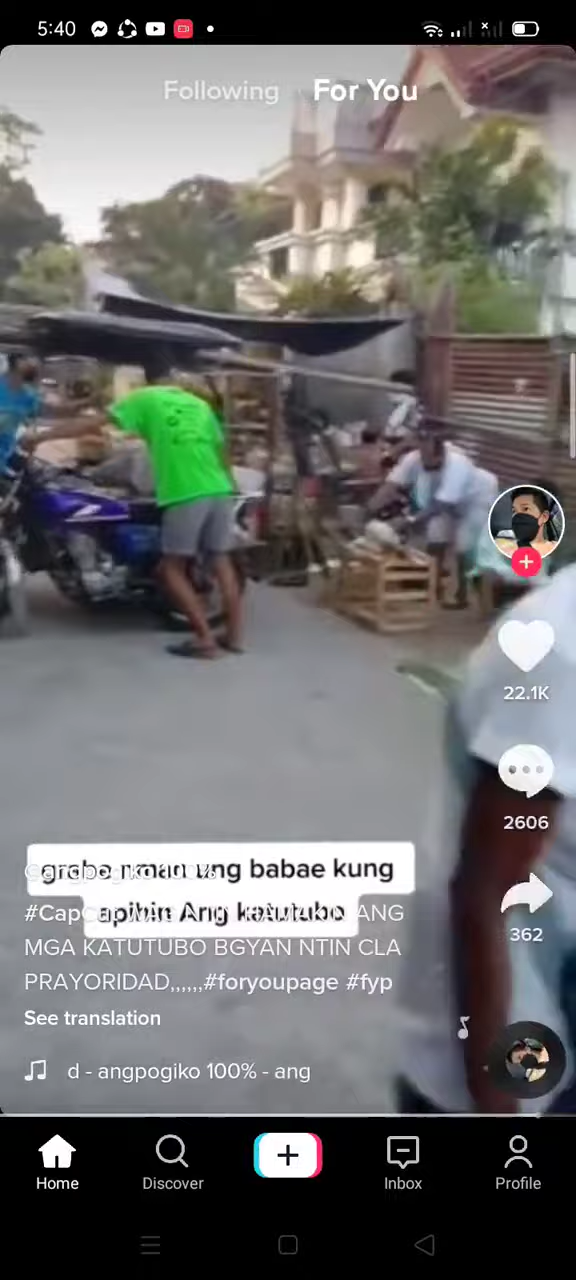 5:40
Following For You
22.1K
2606
grabe nman ung babae kung
apihin Ang katutubo
362
#CapCut ANG
MGA KATUTUBO BGYAN NTIN CLA
PRAYORIDAD,,,,,,#foryoupage #fyp
See translation
d - angpogiko 100% - ang
Home
Discover
Inbox
Profile